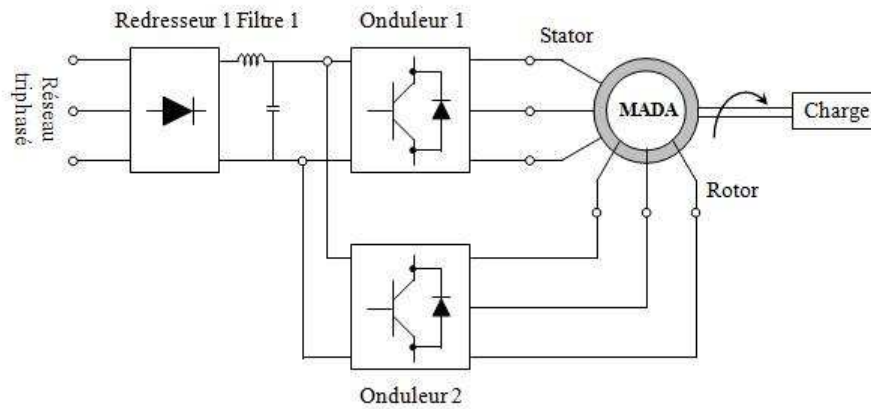 Redresseur 1 Filtre 1
Onduleur 1
Stator
Réseau
triphasé
MADA
Charge
Rotor
Onduleur 2